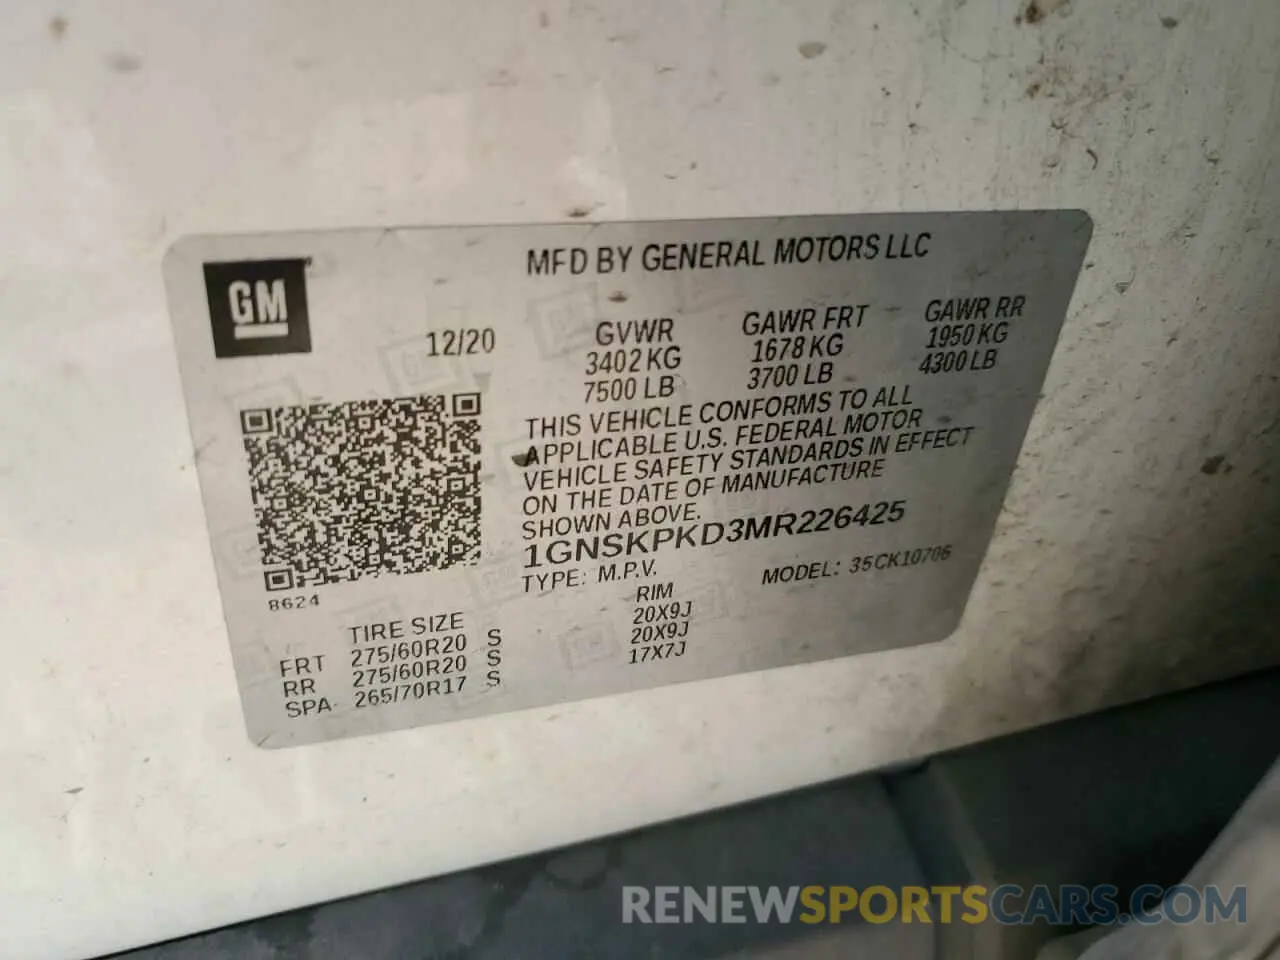 GM
MFD BY GENERAL MOTORS LLC
12/20
GVWR GAWR FRT GAWR RR
3402 KG 1678 KG 1950 KG
7500 LB 3700 LB 4300 LB
THIS VEHICLE CONFORMS TO ALL
APPLICABLE U.S. FEDERAL MOTOR
VEHICLE SAFETY STANDARDS IN EFFECT
ON THE DATE OF MANUFACTURE
SHOWN ABOVE.
1GNSKPKD3MR226425
TYPE: M.P.V. MODEL: 35CK10706
8624
TIRE SIZE RIM
FRT 275/60R20 S 20X9J
RR 275/60R20 S 20X9J
SPA 265/70R17 S 17X7J
RENEWSPORTSCARS.COM